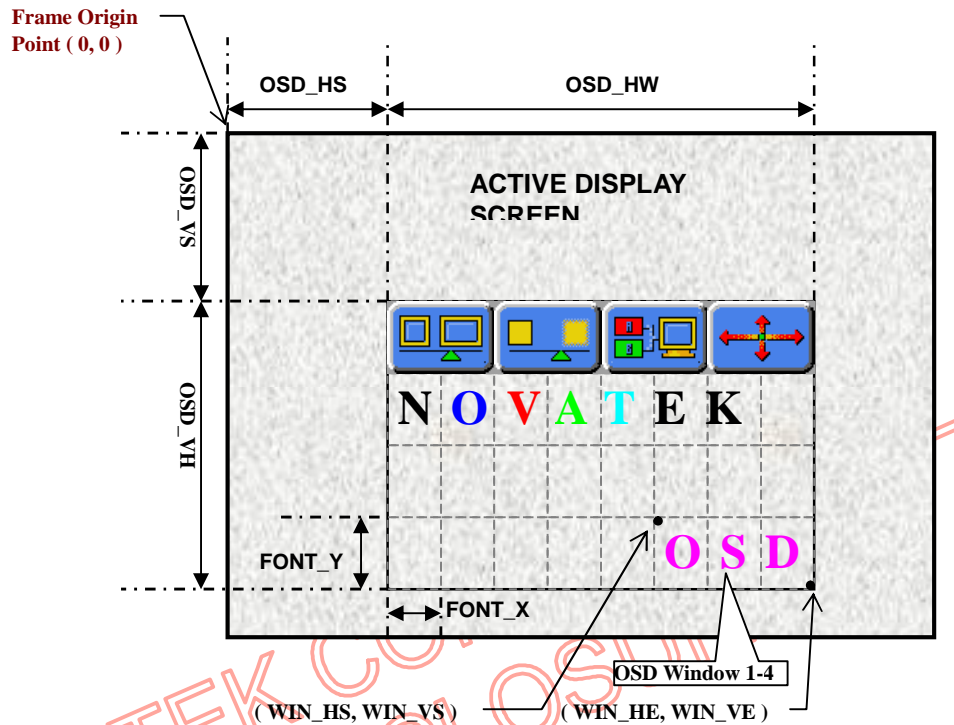 Frame Origin
Point ( 0, 0 )
OSD_HS
OSD_HW
OSD_VS
ACTIVE DISPLAY
SCREEN
OSD_VH
N O V A T E K
FONT_Y
O S D
FONT_X
OSD Window 1-4
( WIN_HS, WIN_VS )
( WIN_HE, WIN_VE )